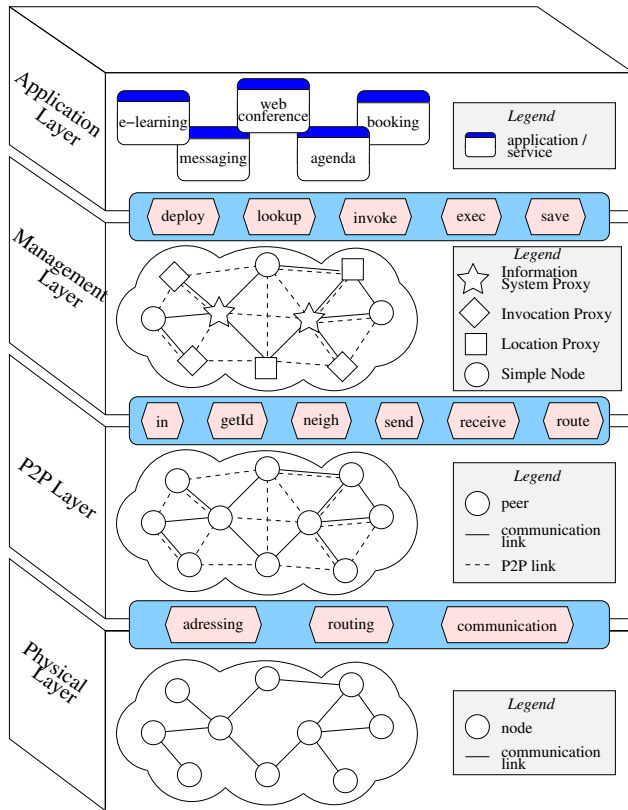 Application
Layer
e-learning
web
conference
booking
messaging
agenda
Legend
application /
service
Management
Layer
deploy
lookup
invoke
exec
save
Legend
Information
System Proxy
Invocation Proxy
Location Proxy
Simple Node
P2P Layer
in
getId
neigh
send
receive
route
Legend
peer
communication
link
P2P link
Physical
Layer
adressing
routing
communication
Legend
node
communication
link